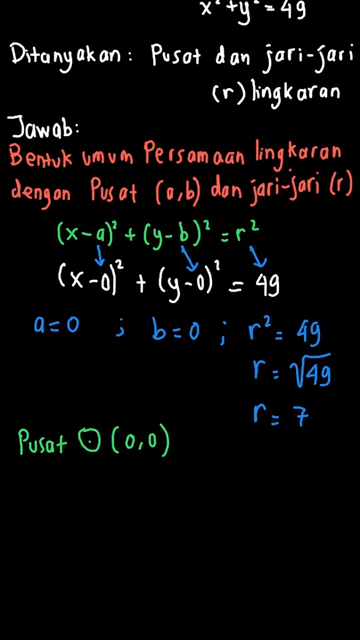 x² + y² = 49
Ditanyakan: Pusat dan jari-jari
(r) lingkaran
Jawab:
Bentuk umum Persamaan lingkaran
dengan Pusat (a,b) dan jari-jari (r)
(x-a)² + (y-b)² = r²
(x-0)² + (y-0)² = 49
a=0 ; b=0 ; r² = 49
r = √49
r = 7
Pusat ⊙ (0,0)